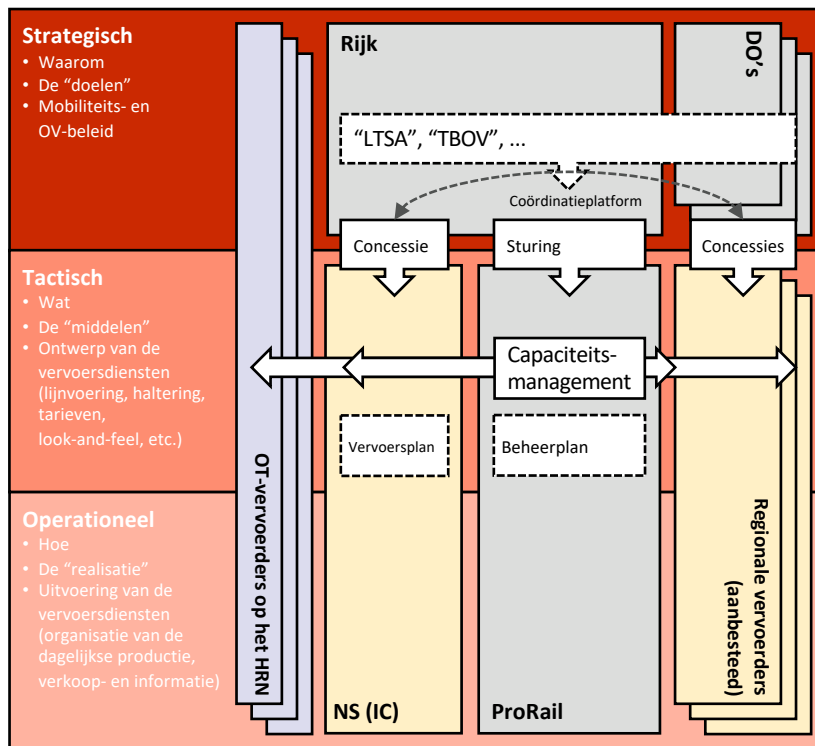 Strategisch
• Waarom
• De “doelen”
• Mobiliteits- en
OV-beleid
Rijk
DO’s
“LTSA”, “TBOV”, ...
Coördinatieplatform
Concessie
Sturing
Concessies
Tactisch
• Wat
• De “middelen”
• Ontwerp van de
vervoersdiensten
(lijnvoering, haltering,
tarieven,
look-and-feel, etc.)
Capaciteits-
management
Vervoersplan
Beheerplan
Operationeel
• Hoe
• De “realisatie”
• Uitvoering van de
vervoersdiensten
(organisatie van de
dagelijkse productie,
verkoop- en informatie)
OT-vervoerders op het HRN
NS (IC)
ProRail
Regionale vervoerders
(aanbesteed)